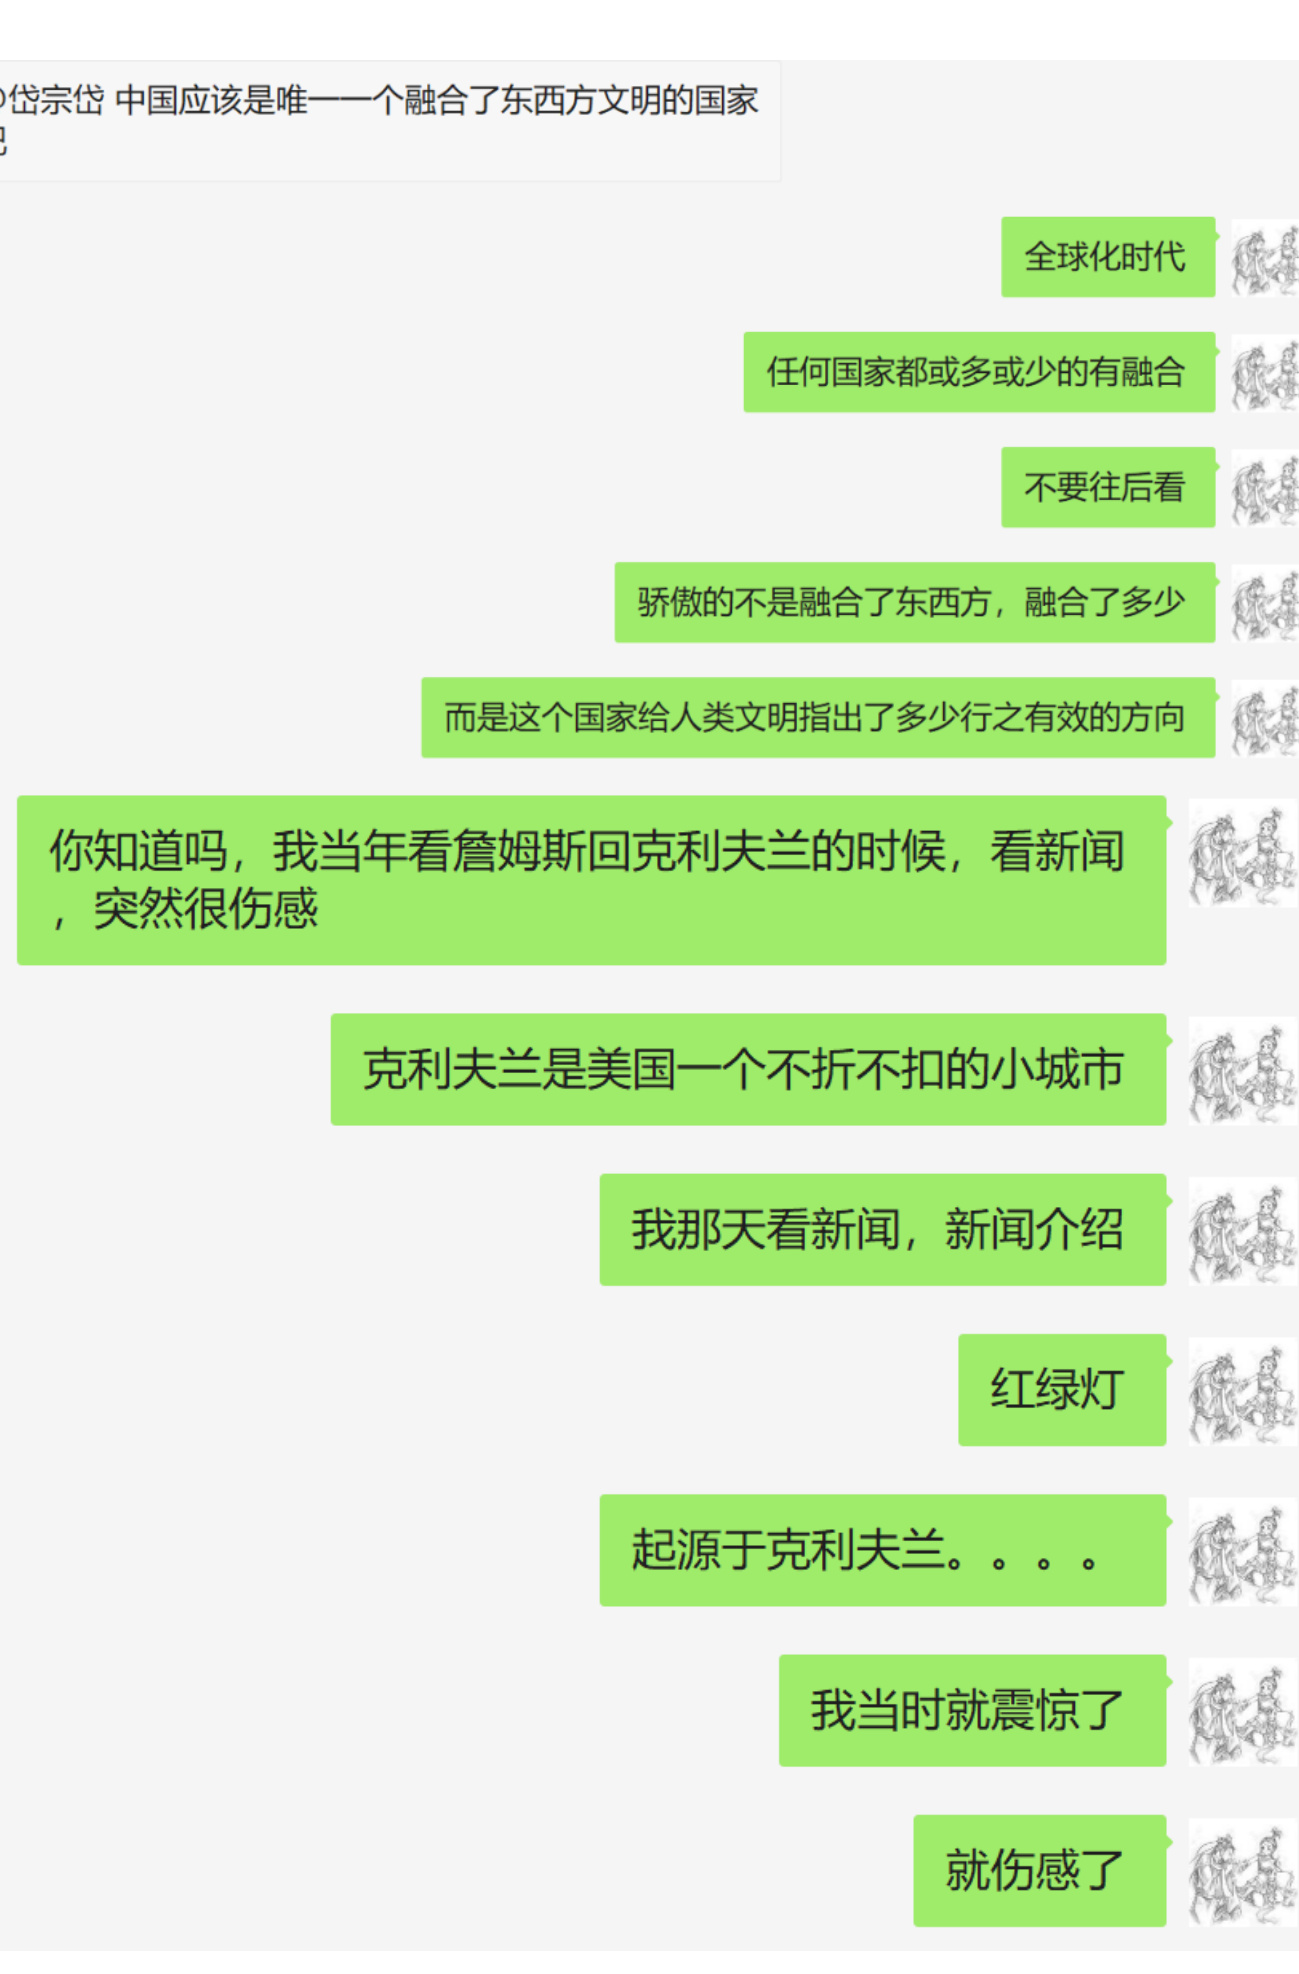 @岱宗岱 中国应该是唯一一个融合了东西方文明的国家
吧
全球化时代
任何国家都或多或少的有融合
不要往后看
骄傲的不是融合了东西方，融合了多少
而是这个国家给人类文明指出了多少行之有效的方向
你知道吗，我当年看詹姆斯回克利夫兰的时候，看新闻
，突然很伤感
克利夫兰是美国一个不折不扣的小城市
我那天看新闻，新闻介绍
红绿灯
起源于克利夫兰。。。。
我当时就震惊了
就伤感了